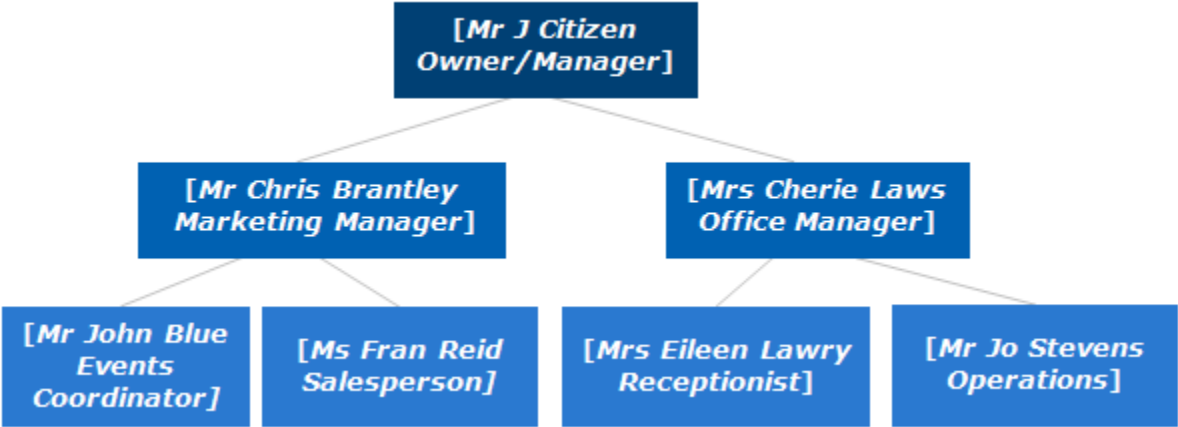 [Mr J Citizen
Owner/Manager]
[Mr Chris Brantley
Marketing Manager]
[Mrs Cherie Laws
Office Manager]
[Mr John Blue
Events
Coordinator]
[Ms Fran Reid
Salesperson]
[Mrs Eileen Lawry
Receptionist]
[Mr Jo Stevens
Operations]